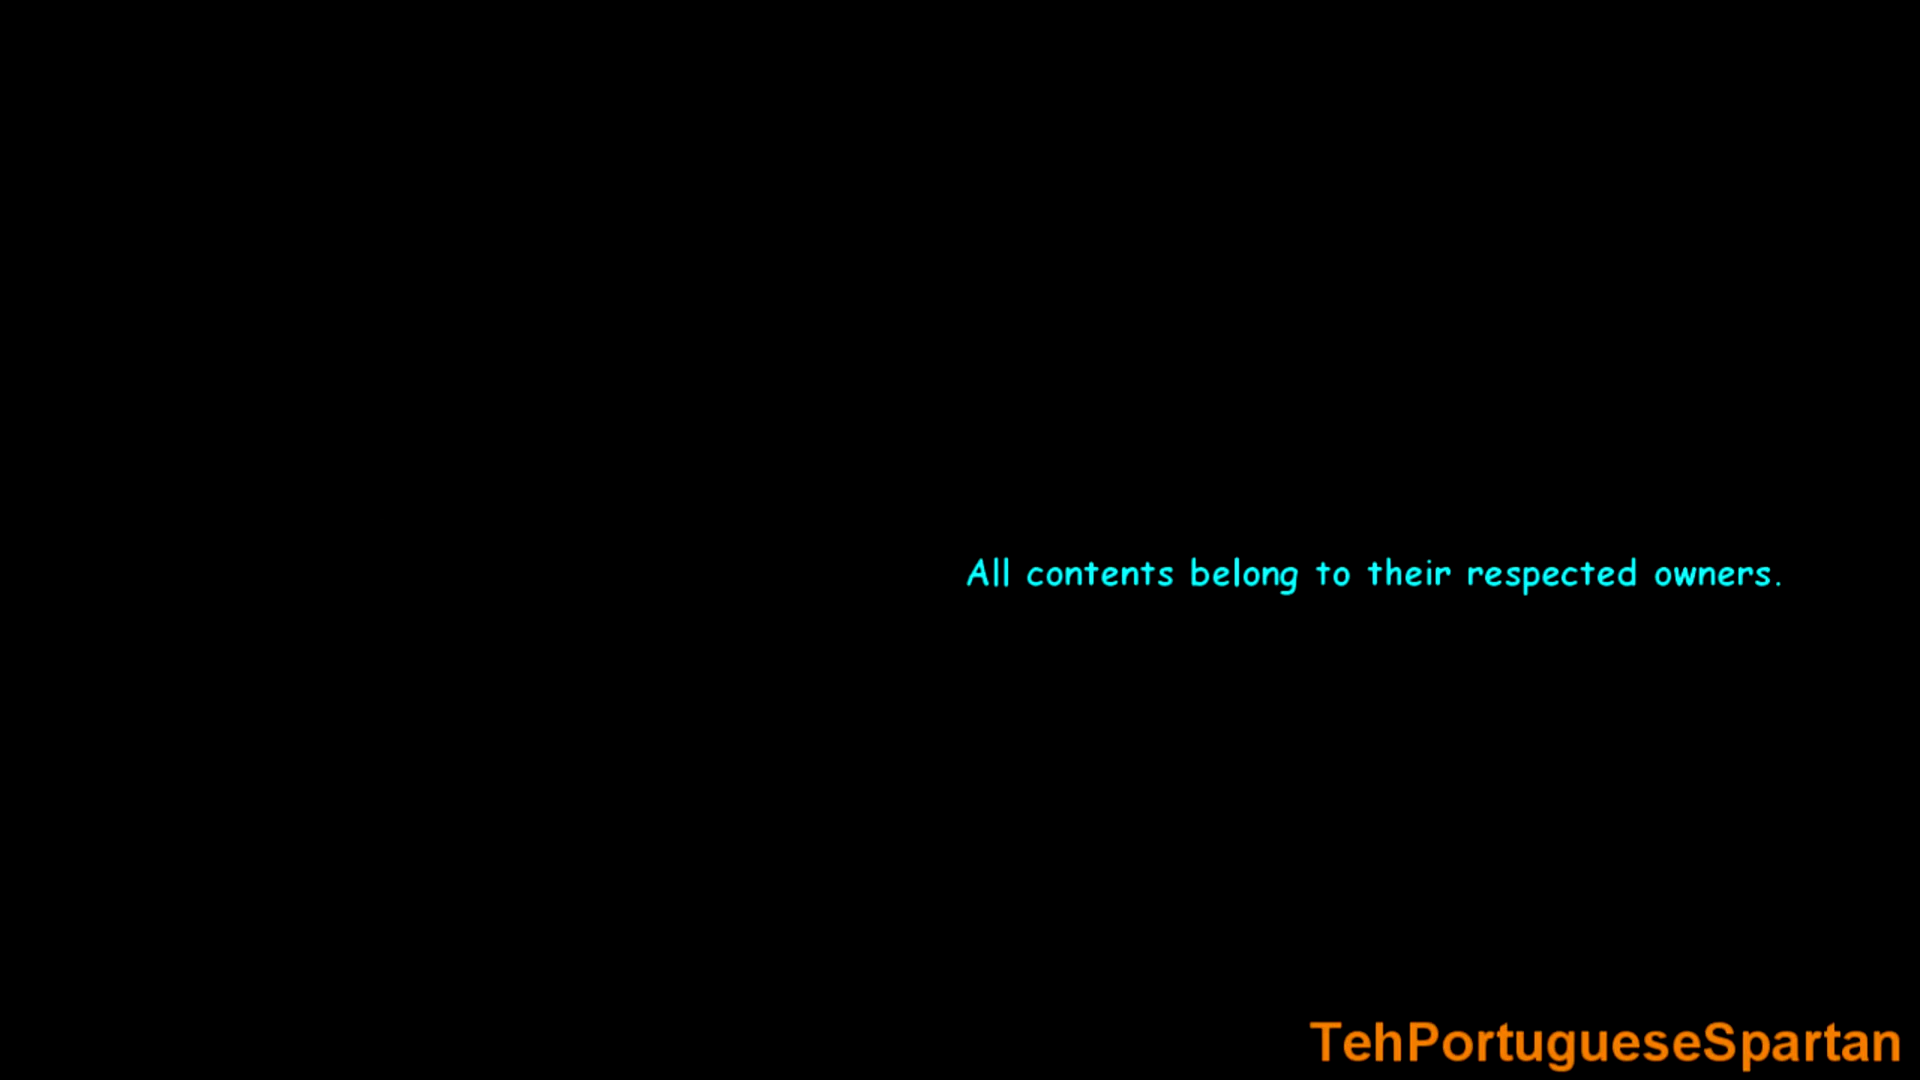 All contents belong to their respected owners.
TehPortugueseSpartan